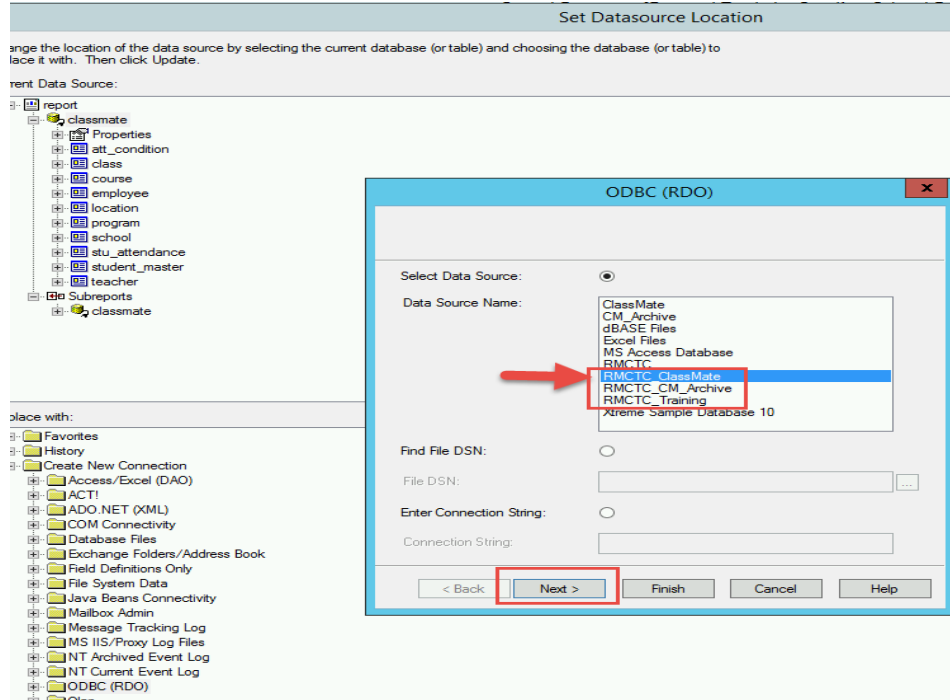 Set Datasource Location
ange the location of the data source by selecting the current database (or table) and choosing the database (or table) to
lace it with. Then click Update.
rrent Data Source:
report
classmate
Properties
att_condition
class
course
employee
location
program
school
stu_attendance
student_master
teacher
Subreports
classmate
place with:
Favorites
History
Create New Connection
Access/Excel (DAO)
ACT!
ADO.NET (XML)
COM Connectivity
Database Files
Exchange Folders/Address Book
Field Definitions Only
File System Data
Java Beans Connectivity
Mailbox Admin
Message Tracking Log
MS IIS/Proxy Log Files
NT Archived Event Log
NT Current Event Log
ODBC (RDO)
ODBC (RDO)
x
Select Data Source:
Data Source Name:
ClassMate
CM_Archive
dBASE Files
Excel Files
MS Access Database
RMCTC
RMCTC_ClassMate
RMCTC_CM_Archive
RMCTC_Training
Xtreme Sample Database 10
Find File DSN:
File DSN:
...
Enter Connection String:
Connection String:
< Back
Next >
Finish
Cancel
Help